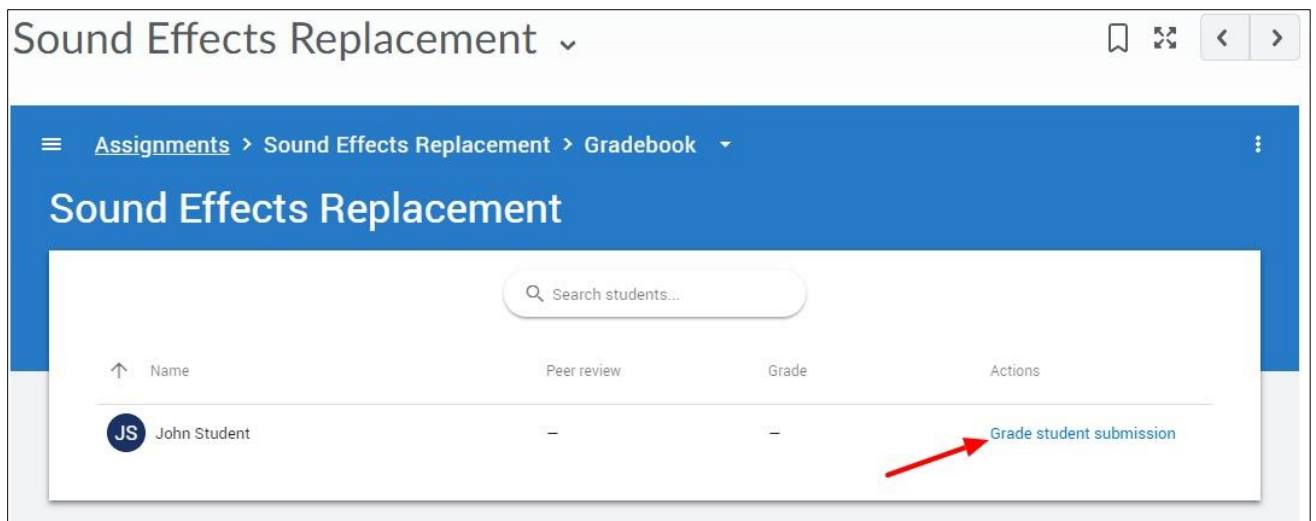 Sound Effects Replacement
Assignments > Sound Effects Replacement > Gradebook
Sound Effects Replacement
Search students...
Name Peer review Grade Actions
JS John Student – – Grade student submission